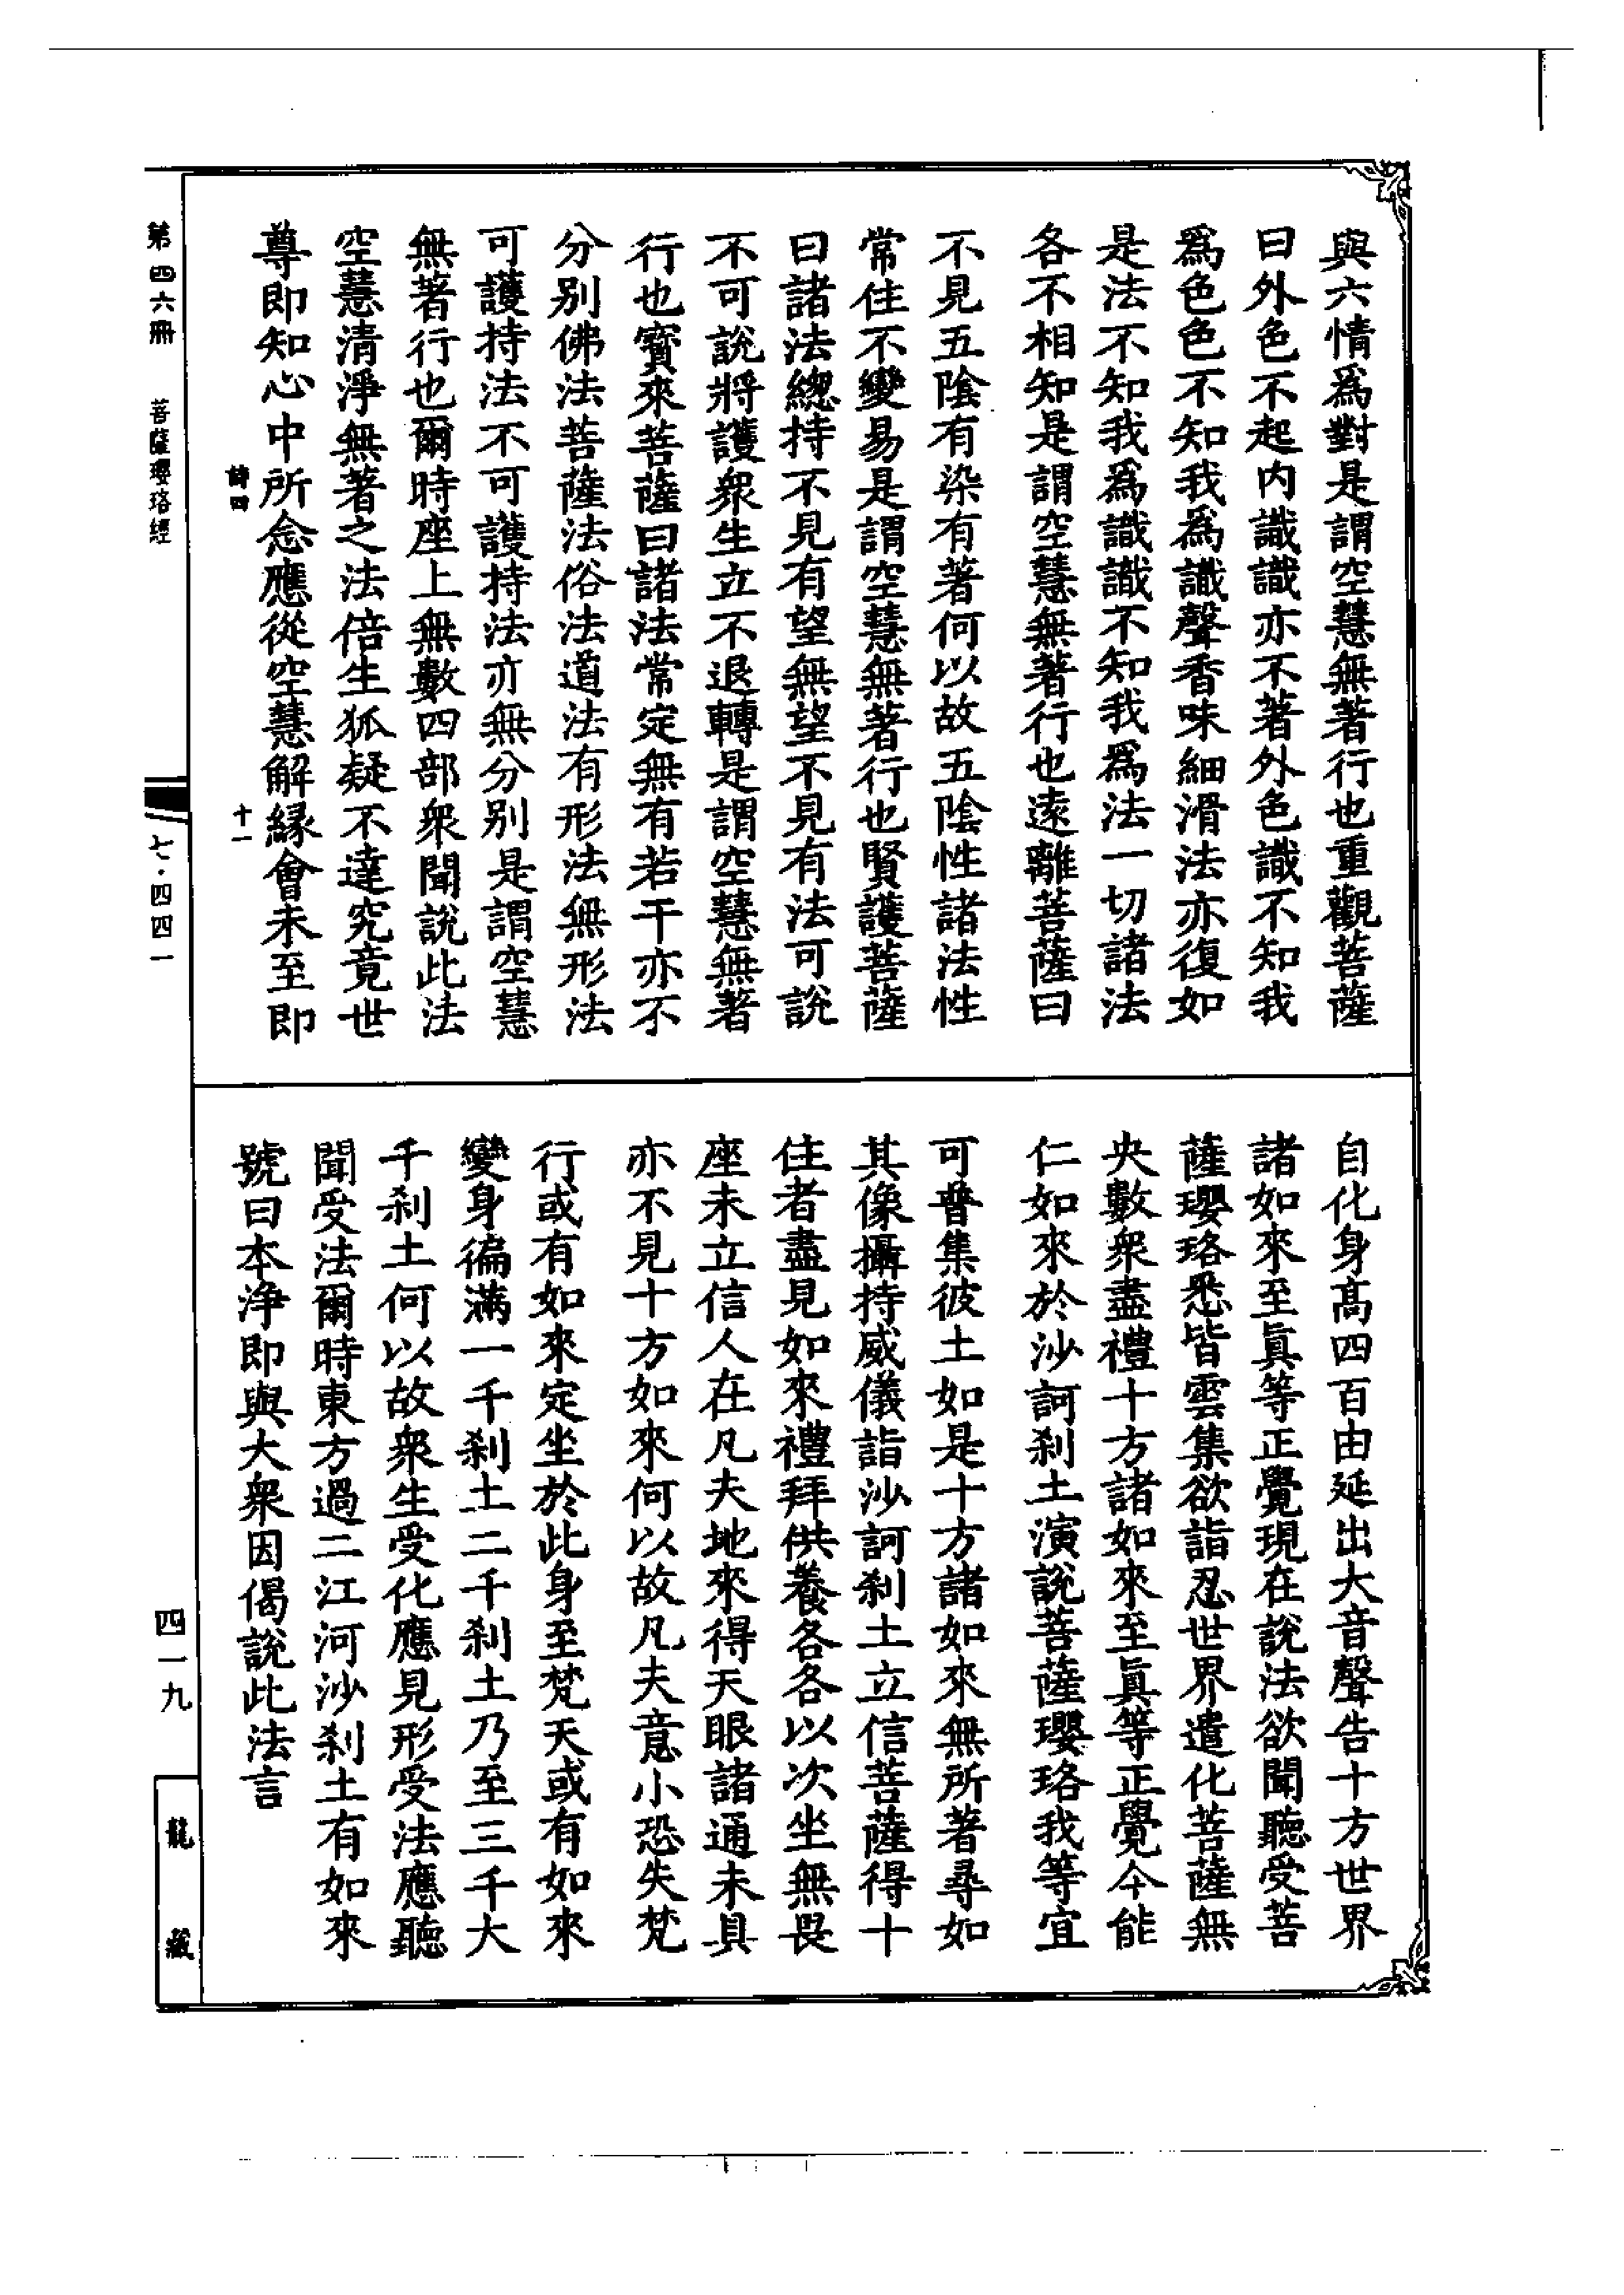 與六情爲對是謂空慧無著行也重觀菩薩
曰外色不起内識識亦不著外色識不知我
爲色色不知我爲識聲香味細滑法亦復如
是法不知我爲識識不知我爲法一切諸法
各不相知是謂空慧無著行也遠離菩薩曰
不見五陰有染有著何以故五陰性諸法性
常住不變易是謂空慧無著行也賢護菩薩
曰諸法緫持不見有望無望不見有法可說
不可說將護衆生立不退轉是謂空慧無著
行也寶來菩薩曰諸法常定無有若干亦不
分别佛法菩薩法俗法道法有形法無形法
可護持法不可護持法亦無分别是謂空慧
無著行也爾時座上無數四部衆聞說此法
空慧清淨無著之法倍生狐疑不達究竟世
尊即知心中所念應從空慧解縁會未至即
詩四
十一
自化身高四百由延出大音聲告十方世界
諸如來至眞等正覺現在説法欲聞聽受菩
薩瓔珞悉皆雲集欲詣忍世界遣化菩薩無
央數衆盡禮十方諸如來至眞等正覺今能
仁如來於沙訶刹土演說菩薩瓔珞我等宜
可普集彼土如是十方諸如來無所著尋如
其像攝持威儀詣沙訶刹土立信菩薩得十
住者盡見如來禮拜供養各各以次坐無畏
座未立信人在凡夫地來得天眼諸通未具
亦不見十方如來何以故凡夫意小恐失梵
行或有如來定坐於此身至梵天或有如來
變身徧滿一千刹土二千刹土乃至三千大
千刹土何以故衆生受化應見形受法應聽
聞受法爾時東方過二江河沙刹土有如來
號曰本浄即與大衆因偈說此法言
第四六冊
菩薩瓔珞經
七·四四一
四一九
龍藏